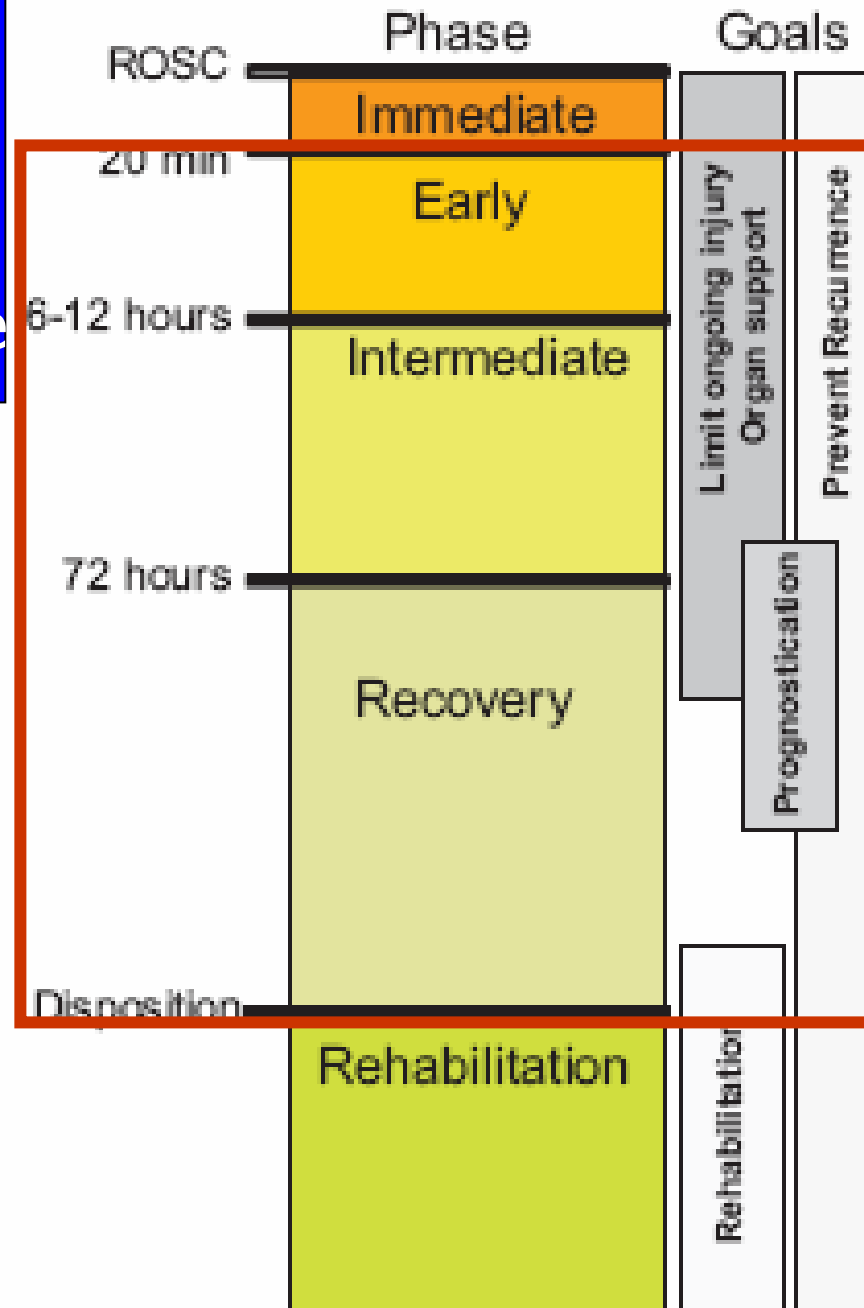 Phase Goals
ROSC
Immediate
20 min
Early
6-12 hours
Intermediate
72 hours
Recovery
Disposition
Rehabilitation
Limit ongoing injury
Organ support
Prevent Recurrence
Prognostication
Rehabilitation